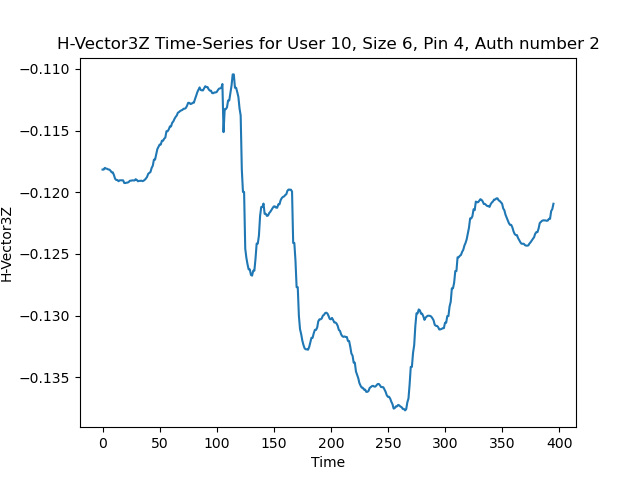 H-Vector3Z Time-Series for User 10, Size 6, Pin 4, Auth number 2
−0.110
−0.115
−0.120
−0.125
−0.130
−0.135
H-Vector3Z
0 50 100 150 200 250 300 350 400
Time